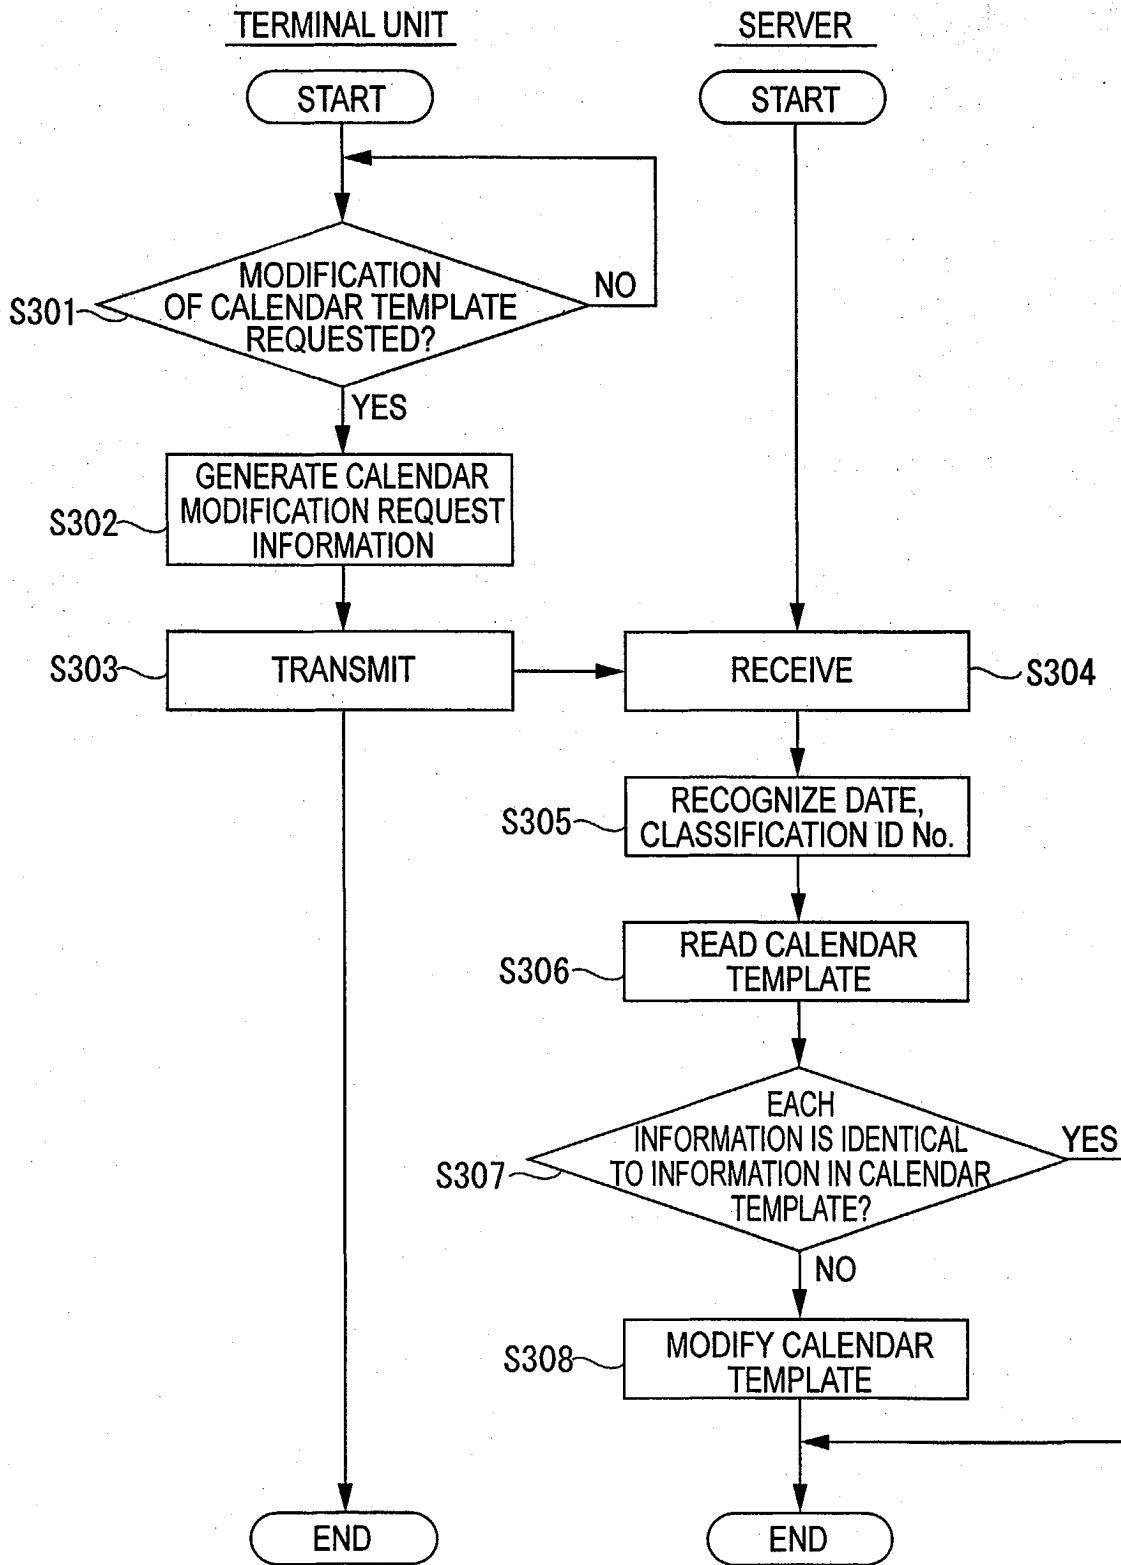 TERMINAL UNIT
SERVER
START
START
MODIFICATION
OF CALENDAR TEMPLATE
REQUESTED?
NO
S301
YES
GENERATE CALENDAR
MODIFICATION REQUEST
INFORMATION
S302
S303
TRANSMIT
RECEIVE
S304
S305
RECOGNIZE DATE,
CLASSIFICATION ID No.
S306
READ CALENDAR
TEMPLATE
EACH
INFORMATION IS IDENTICAL
TO INFORMATION IN CALENDAR
TEMPLATE?
YES
S307
NO
S308
MODIFY CALENDAR
TEMPLATE
END
END